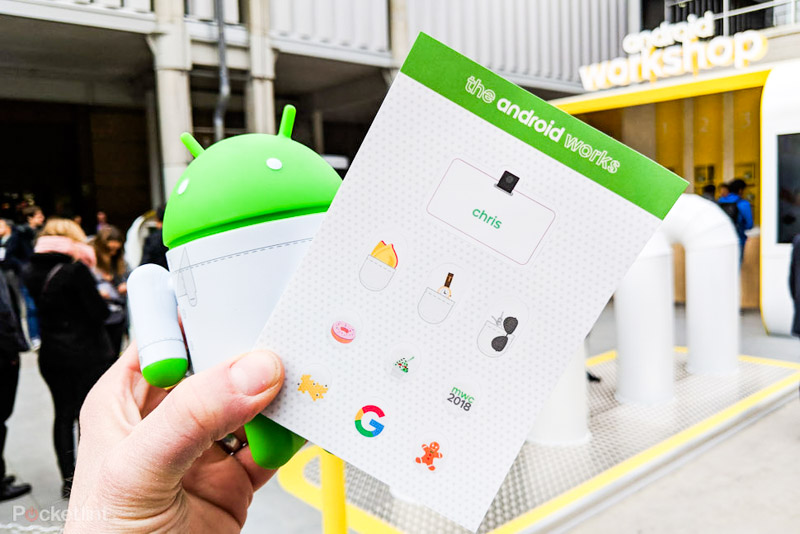 android
workshop
the android works
chris
mwc
2018
G
Pocketlint